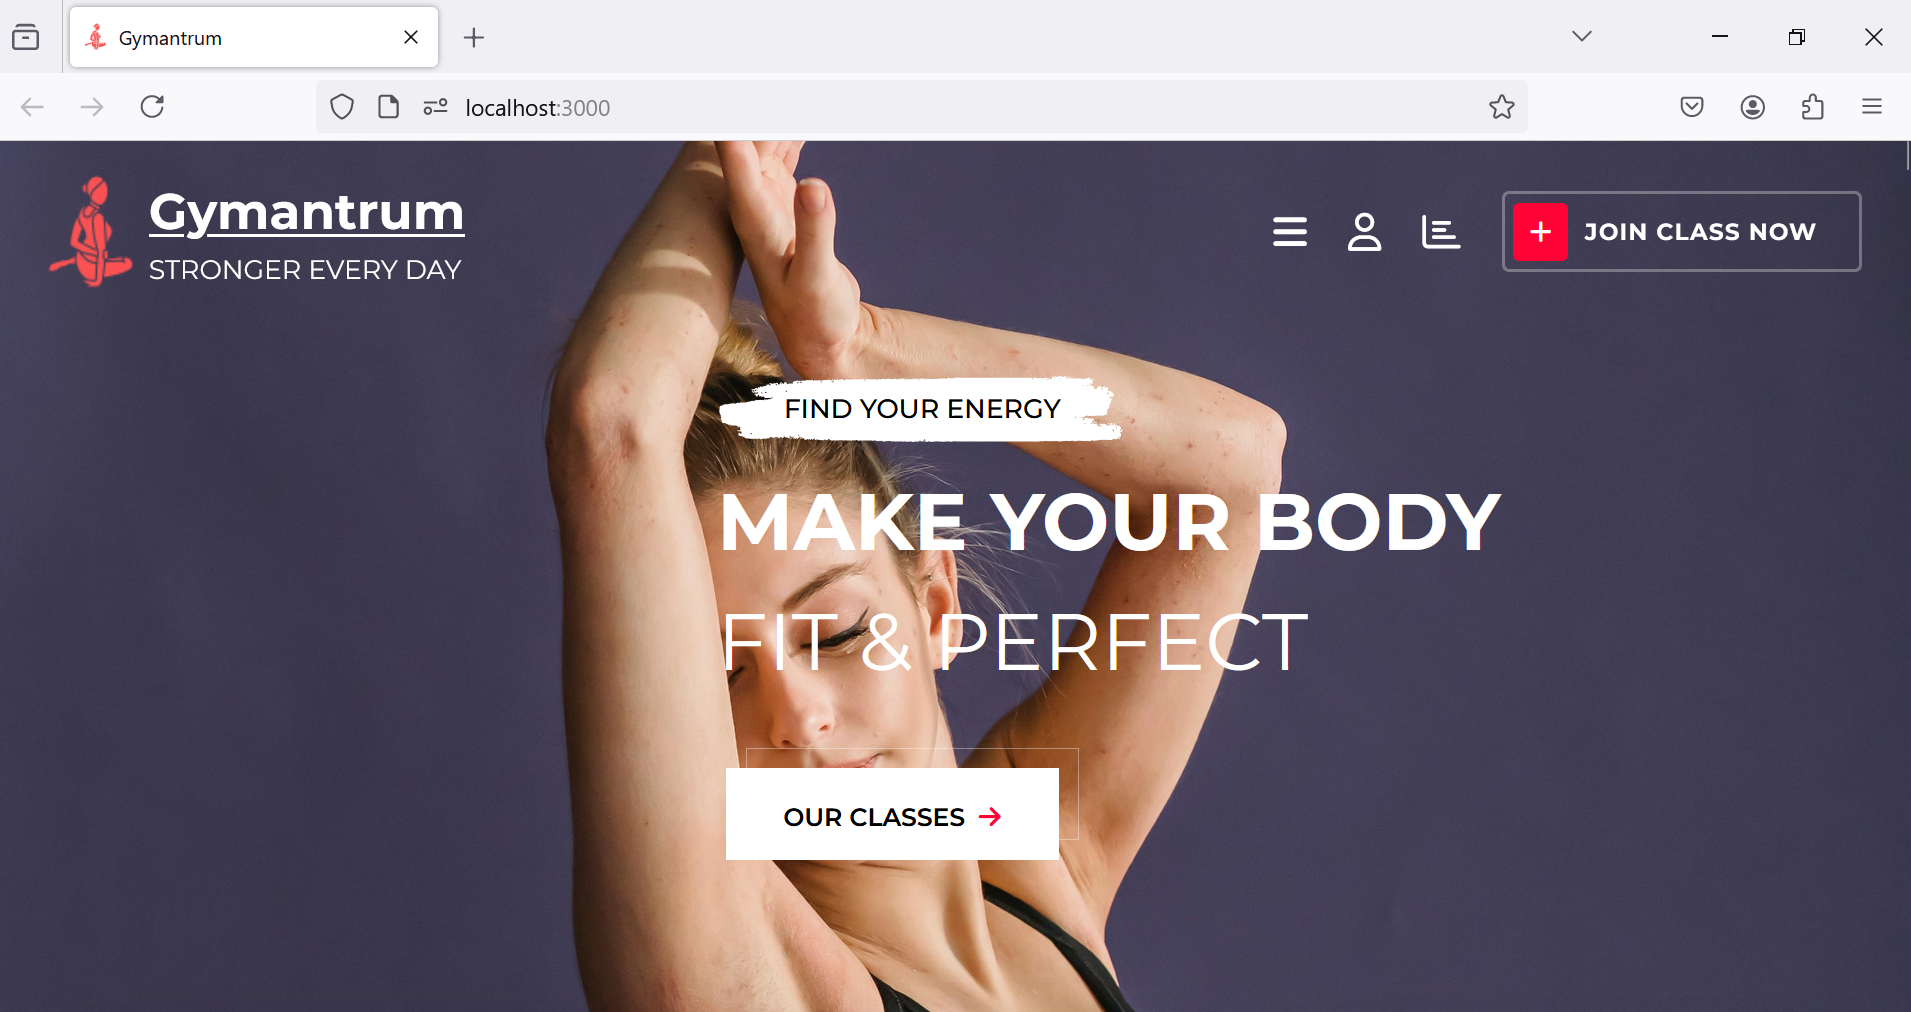 Gymantrum
localhost:3000
Gymantrum
STRONGER EVERY DAY
JOIN CLASS NOW
FIND YOUR ENERGY
MAKE YOUR BODY
FIT & PERFECT
OUR CLASSES